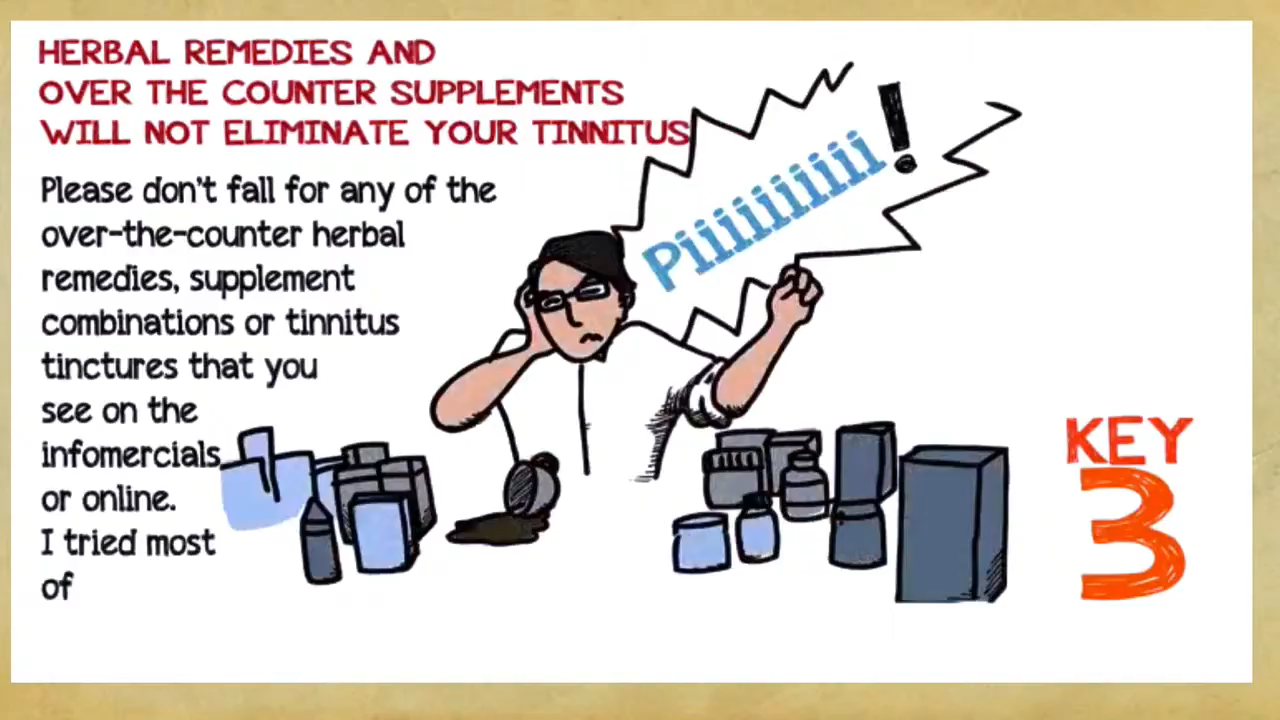 HERBAL REMEDIES AND
OVER THE COUNTER SUPPLEMENTS
WILL NOT ELIMINATE YOUR TINNITUS
Piiiiiiiiii!
Please don't fall for any of the
over-the-counter herbal
remedies, supplement
combinations or tinnitus
tinctures that you
see on the
infomercials
or online.
I tried most
of
KEY
3